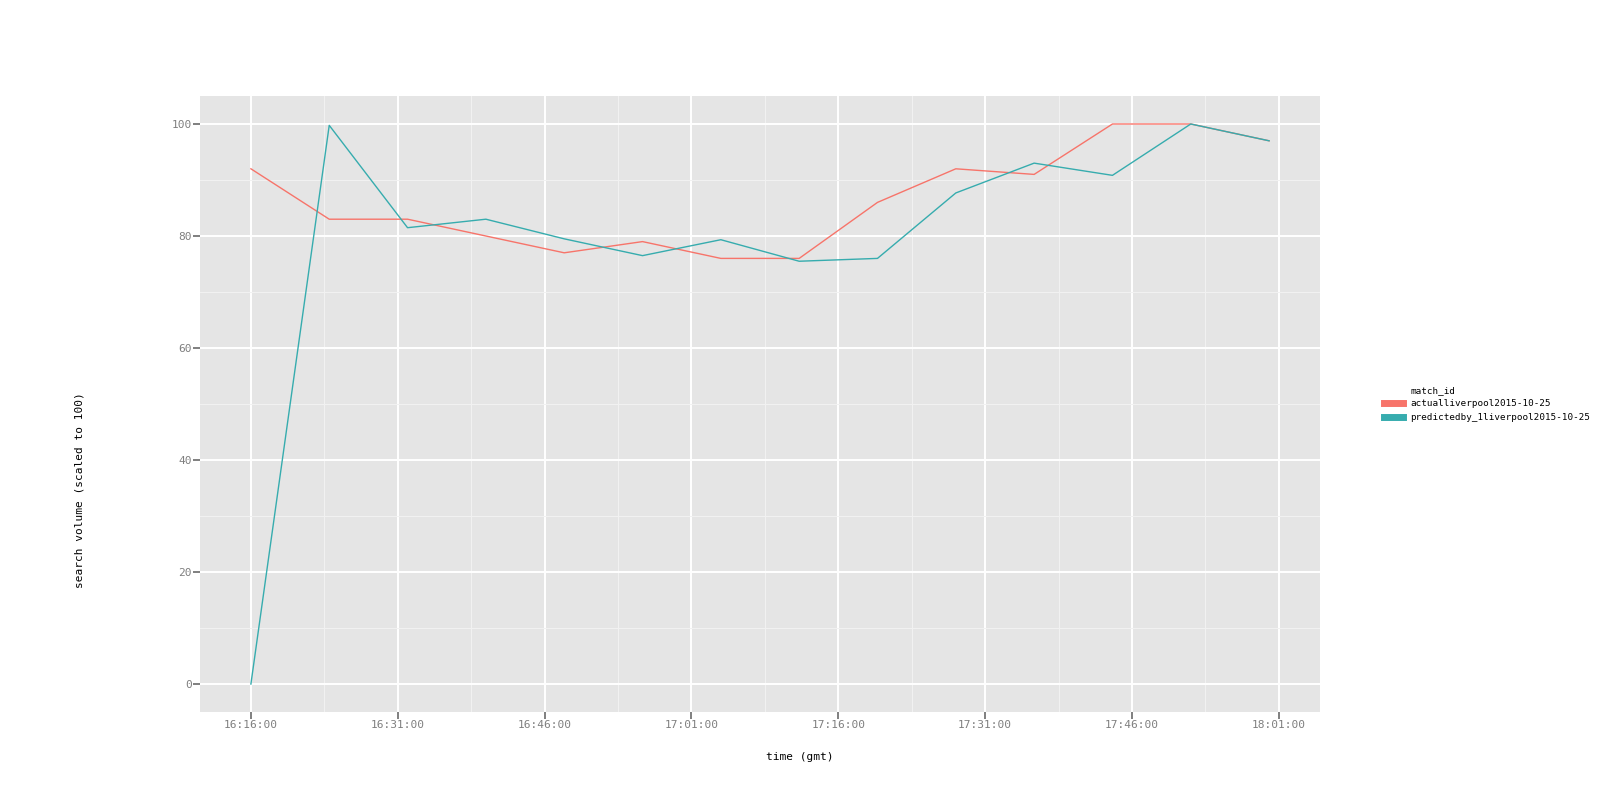 100
80
60
40
20
0
search volume (scaled to 100)
16:16:00 16:31:00 16:46:00 17:01:00 17:16:00 17:31:00 17:46:00 18:01:00
time (gmt)
match_id
actualliverpool2015-10-25
predictedby_1liverpool2015-10-25